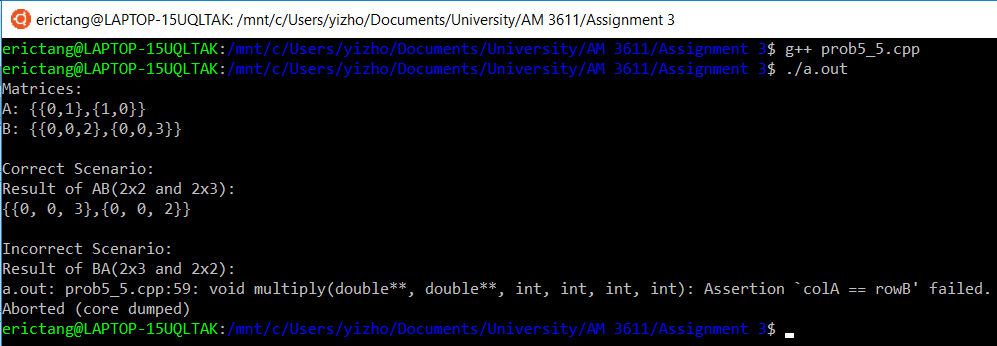 erictang@LAPTOP-15UQLTAK: /mnt/c/Users/yizho/Documents/University/AM 3611/Assignment 3
erictang@LAPTOP-15UQLTAK:/mnt/c/Users/yizho/Documents/University/AM 3611/Assignment 3$ g++ prob5_5.cpp
erictang@LAPTOP-15UQLTAK:/mnt/c/Users/yizho/Documents/University/AM 3611/Assignment 3$ ./a.out
Matrices:
A: {{0,1},{1,0}}
B: {{0,0,2},{0,0,3}}
Correct Scenario:
Result of AB(2x2 and 2x3):
{{0, 0, 3},{0, 0, 2}}
Incorrect Scenario:
Result of BA(2x3 and 2x2):
a.out: prob5_5.cpp:59: void multiply(double**, double**, int, int, int, int): Assertion `colA == rowB' failed.
Aborted (core dumped)
erictang@LAPTOP-15UQLTAK:/mnt/c/Users/yizho/Documents/University/AM 3611/Assignment 3$